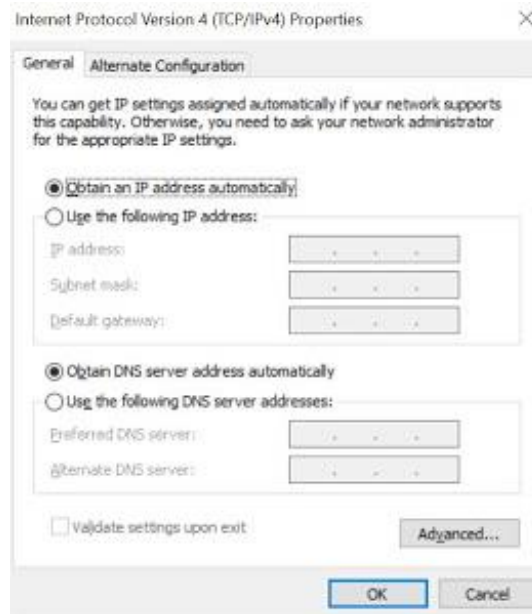 Internet Protocol Version 4 (TCP/IPv4) Properties
General
Alternate Configuration
You can get IP settings assigned automatically if your network supports
this capability. Otherwise, you need to ask your network administrator
for the appropriate IP settings.
Obtain an IP address automatically
Use the following IP address:
IP address:
Subnet mask:
Default gateway:
Obtain DNS server address automatically
Use the following DNS server addresses:
Preferred DNS server:
Alternate DNS server:
Validate settings upon exit
Advanced...
OK
Cancel